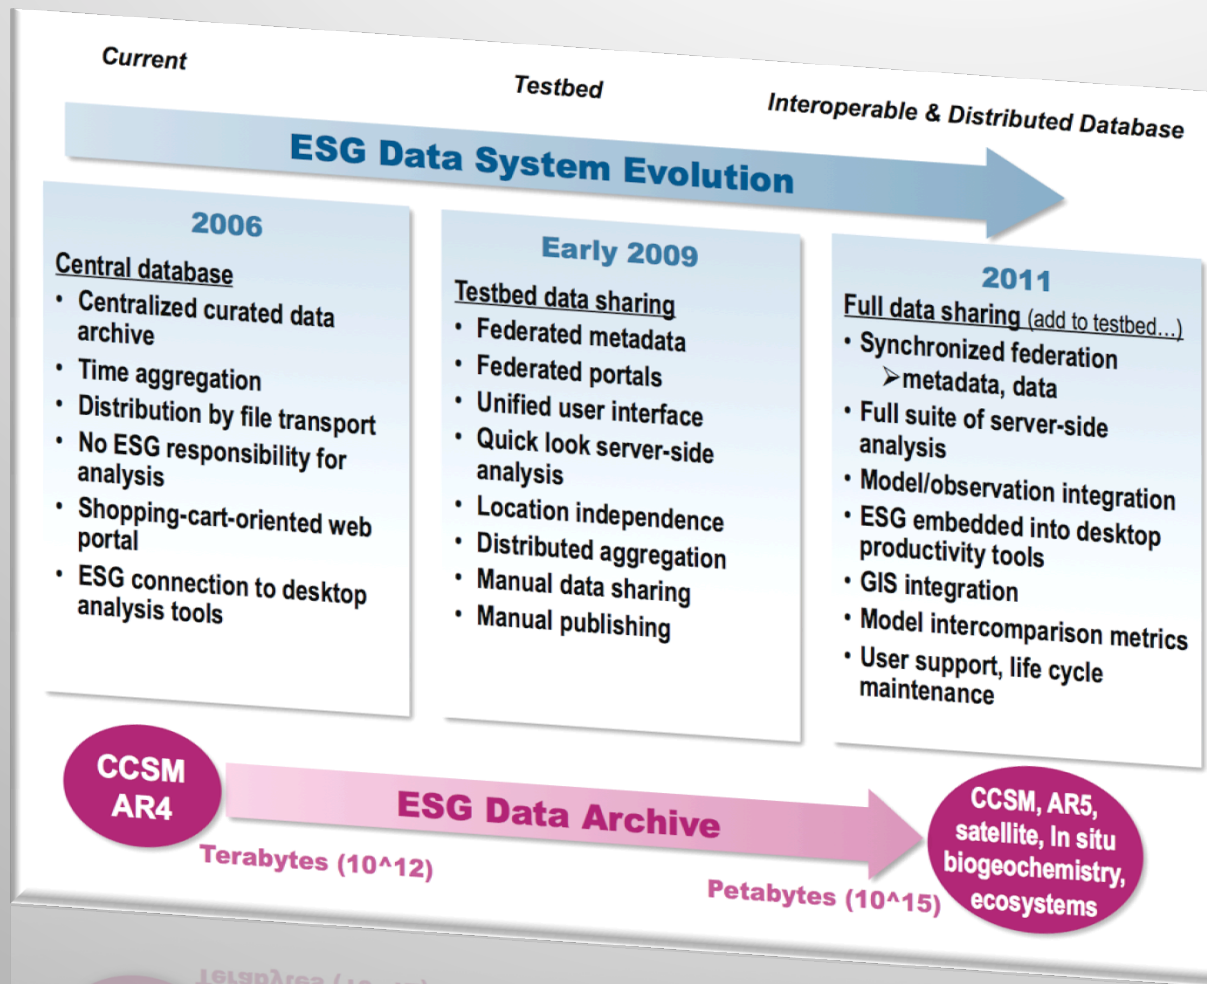 Current
Testbed
Interoperable & Distributed Database
ESG Data System Evolution
2006
Central database
• Centralized curated data
archive
• Time aggregation
• Distribution by file transport
• No ESG responsibility for
analysis
• Shopping-cart-oriented web
portal
• ESG connection to desktop
analysis tools
Early 2009
Testbed data sharing
• Federated metadata
• Federated portals
• Unified user interface
• Quick look server-side
analysis
• Location independence
• Distributed aggregation
• Manual data sharing
• Manual publishing
2011
Full data sharing (add to testbed...)
• Synchronized federation
➢metadata, data
• Full suite of server-side
analysis
• Model/observation integration
• ESG embedded into desktop
productivity tools
• GIS integration
• Model intercomparison metrics
• User support, life cycle
maintenance
CCSM
AR4
ESG Data Archive
Terabytes (10^12)
Petabytes (10^15)
CCSM, AR5,
satellite, In situ
biogeochemistry,
ecosystems